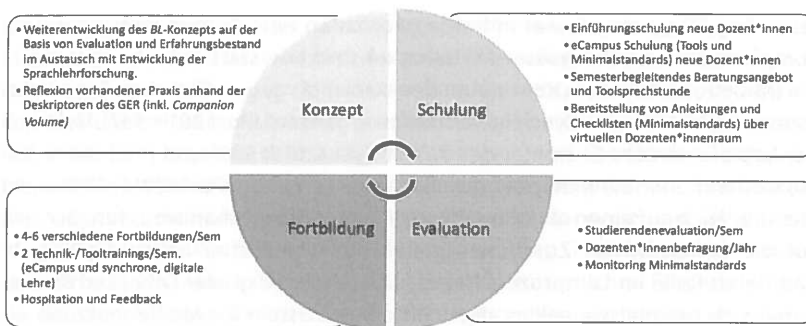 • Weiterentwicklung des BL-Konzepts auf der
Basis von Evaluation und Erfahrungsbestand
im Austausch mit Entwicklung der
Sprachlehrforschung.
• Reflexion vorhandener Praxis anhand der
Deskriptoren des GER (inkl. Companion
Volume)
Konzept
Schulung
• Einführungsschulung neue Dozent*innen
• eCampus Schulung (Tools und
Minimalstandards) neue Dozent*innen
• Semesterbegleitendes Beratungsangebot
und Toolsprechstunde
• Bereitstellung von Anleitungen und
Checklisten (Minimalstandards) über
virtuellen Dozent*innenraum
Fortbildung
Evaluation
• 4-6 verschiedene Fortbildungen/Sem
• 2 Technik-/Tooltrainings/Sem.
(eCampus und synchrone, digitale
Lehre)
• Hospitation und Feedback
• Studierendenevaluation/Sem
• Dozent*innenbefragung/Jahr
• Monitoring Minimalstandards